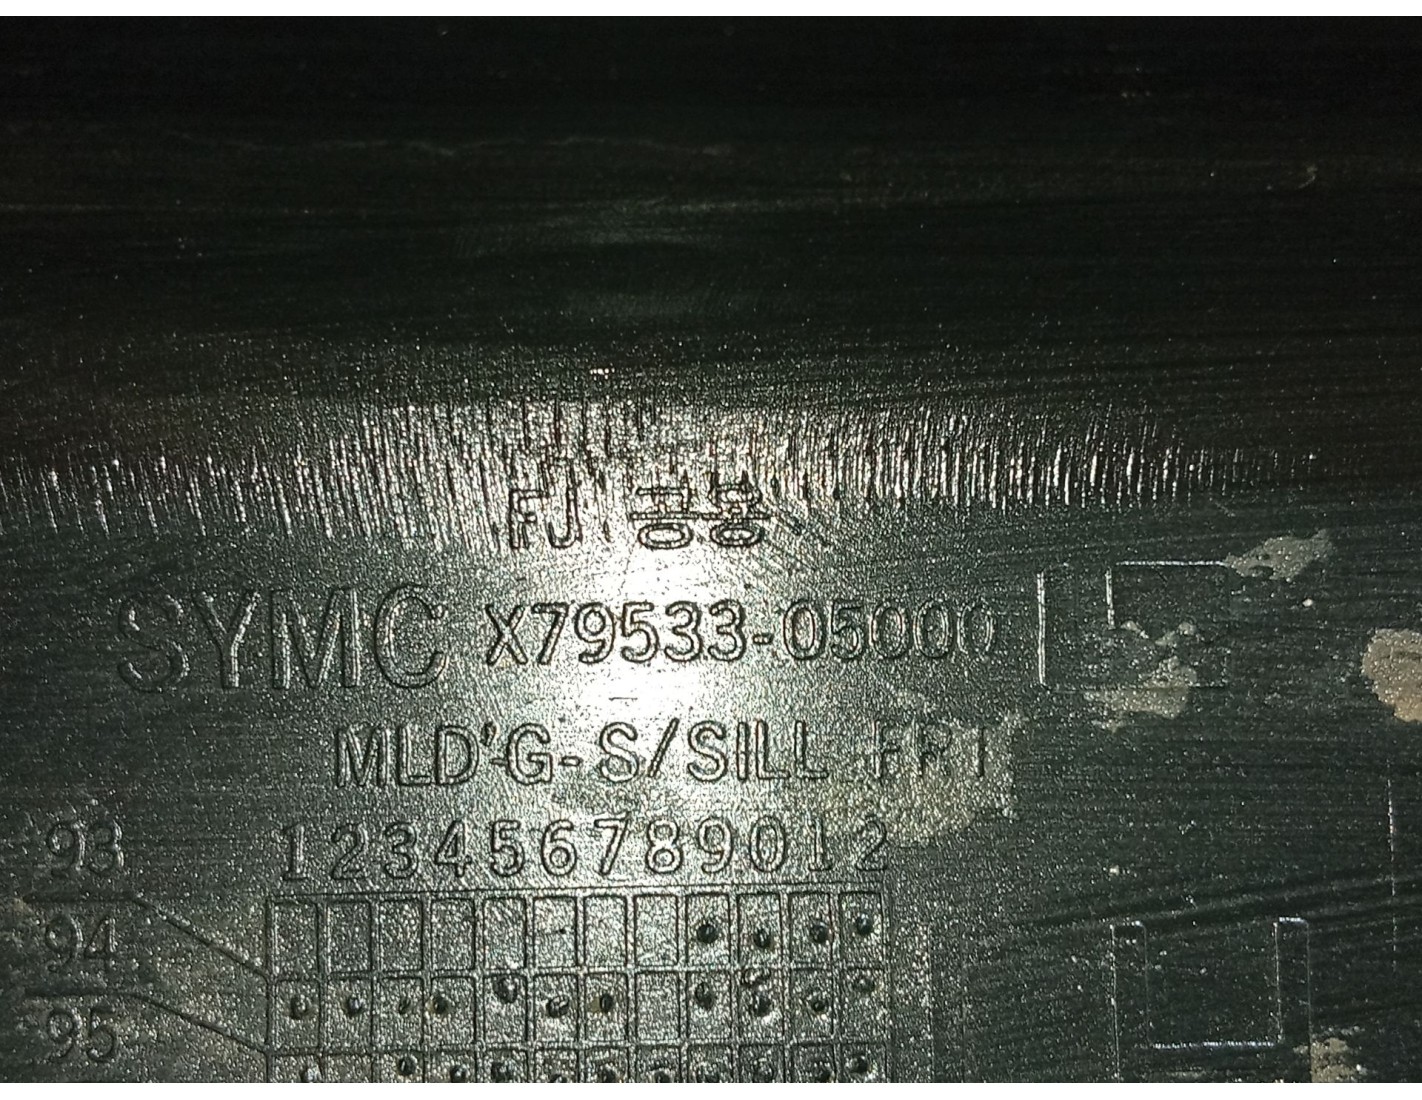 FJ 공용
SYMC X79533-05000
MLD'G-S/SILL FRT
123456789012
93
94
95